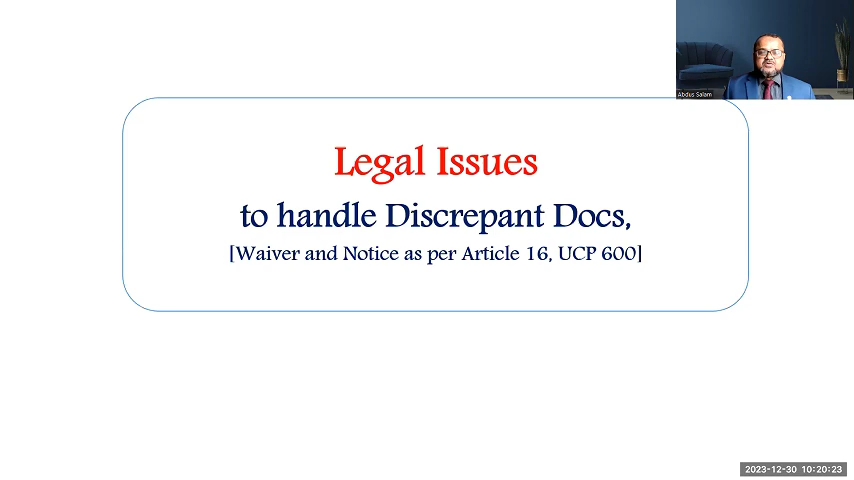 Abdus Salam
Legal Issues
to handle Discrepant Docs,
[Waiver and Notice as per Article 16, UCP 600]
2023-12-30 10:20:23